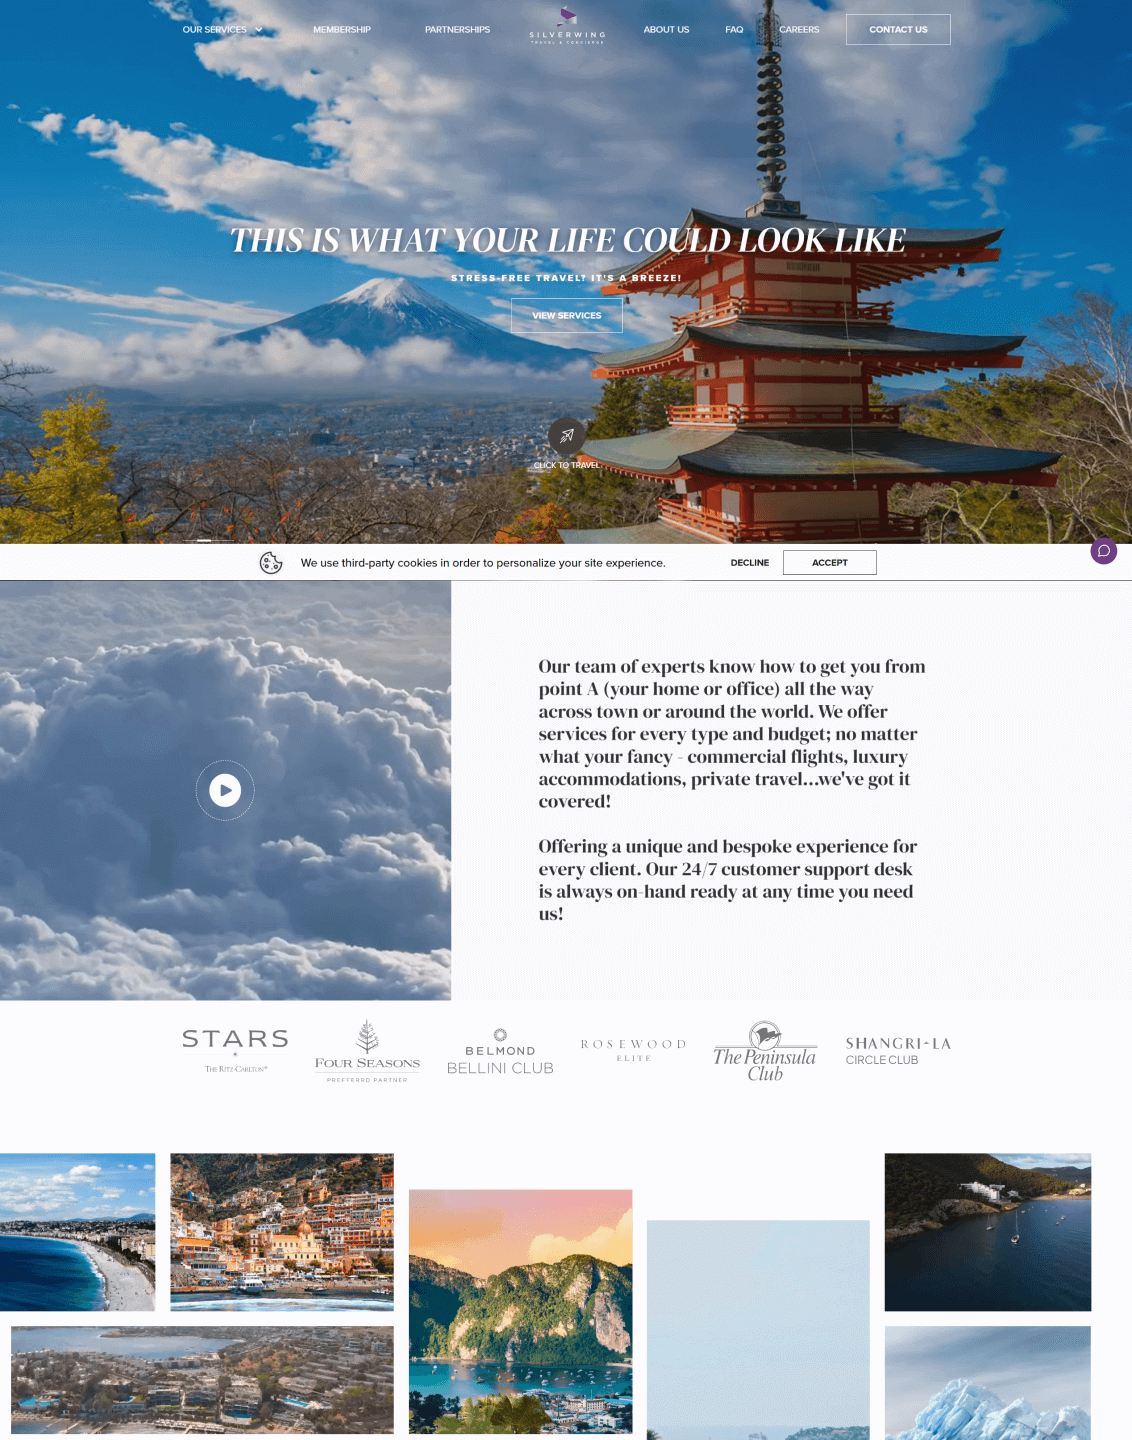 OUR SERVICES
MEMBERSHIP
PARTNERSHIPS
SILVERWING
TRAVEL & CONCIERGE
ABOUT US
FAQ
CAREERS
CONTACT US
THIS IS WHAT YOUR LIFE COULD LOOK LIKE
STRESS-FREE TRAVEL? IT'S A BREEZE!
VIEW SERVICES
CLICK TO TRAVEL
We use third-party cookies in order to personalize your site experience.
DECLINE
ACCEPT
Our team of experts know how to get you from
point A (your home or office) all the way
across town or around the world. We offer
services for every type and budget; no matter
what your fancy - commercial flights, luxury
accommodations, private travel...we've got it
covered!
Offering a unique and bespoke experience for
every client. Our 24/7 customer support desk
is always on-hand ready at any time you need
us!
STARS
THE RITZ-CARLTON®
FOUR SEASONS
PREFFERD PARTNER
BELMOND
BELLINI CLUB
ROSEWOOD
ELITE
The Peninsula
Club
SHANGRI-LA
CIRCLE CLUB